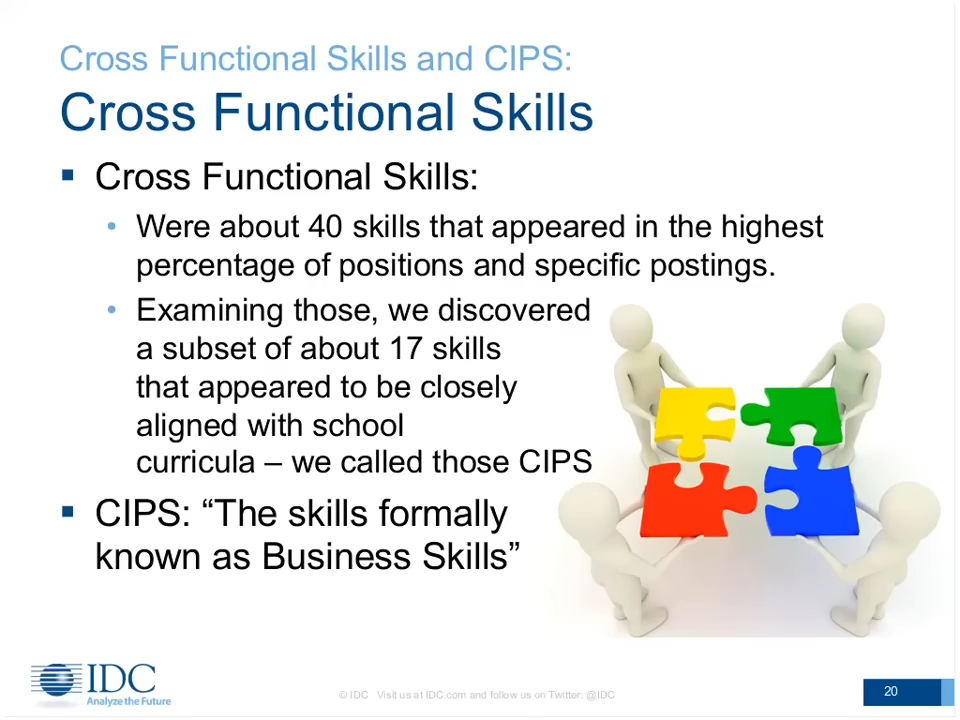 Cross Functional Skills and CIPS:
Cross Functional Skills
▪ Cross Functional Skills:
• Were about 40 skills that appeared in the highest
percentage of positions and specific postings.
• Examining those, we discovered
a subset of about 17 skills
that appeared to be closely
aligned with school
curricula – we called those CIPS
▪ CIPS: “The skills formally
known as Business Skills”
IDC
Analyze the Future
© IDC Visit us at IDC.com and follow us on Twitter: @IDC
20